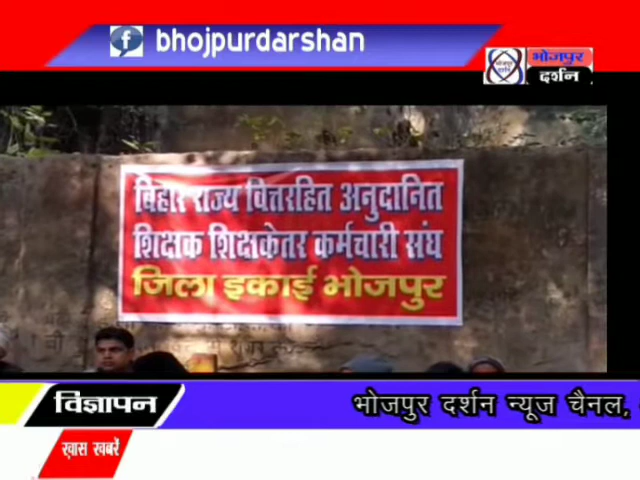 bhojpurdarshan
भोजपुर
दर्शन
बिहार राज्य वित्तरहित अनुदानित
शिक्षक शिक्षकेतर कर्मचारी संघ
जिला इकाई भोजपुर
विज्ञापन
भोजपुर दर्शन न्यूज चैनल,
ख़ास खबरें